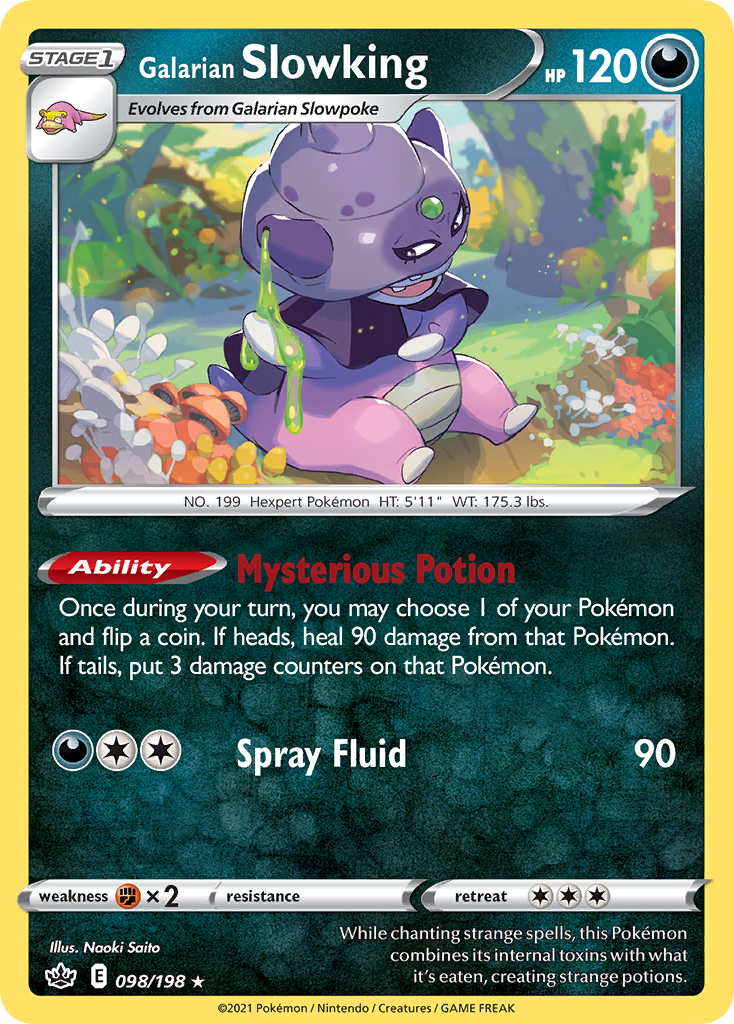 STAGE1
Galarian Slowking
HP 120
Evolves from Galarian Slowpoke
NO. 199 Hexpert Pokémon HT: 5'11" WT: 175.3 lbs.
Ability Mysterious Potion
Once during your turn, you may choose 1 of your Pokémon
and flip a coin. If heads, heal 90 damage from that Pokémon.
If tails, put 3 damage counters on that Pokémon.
Spray Fluid 90
weakness ×2 resistance retreat
Illus. Naoki Saito
E 098/198 ★
While chanting strange spells, this Pokémon
combines its internal toxins with what
it's eaten, creating strange potions.
©2021 Pokémon / Nintendo / Creatures / GAME FREAK